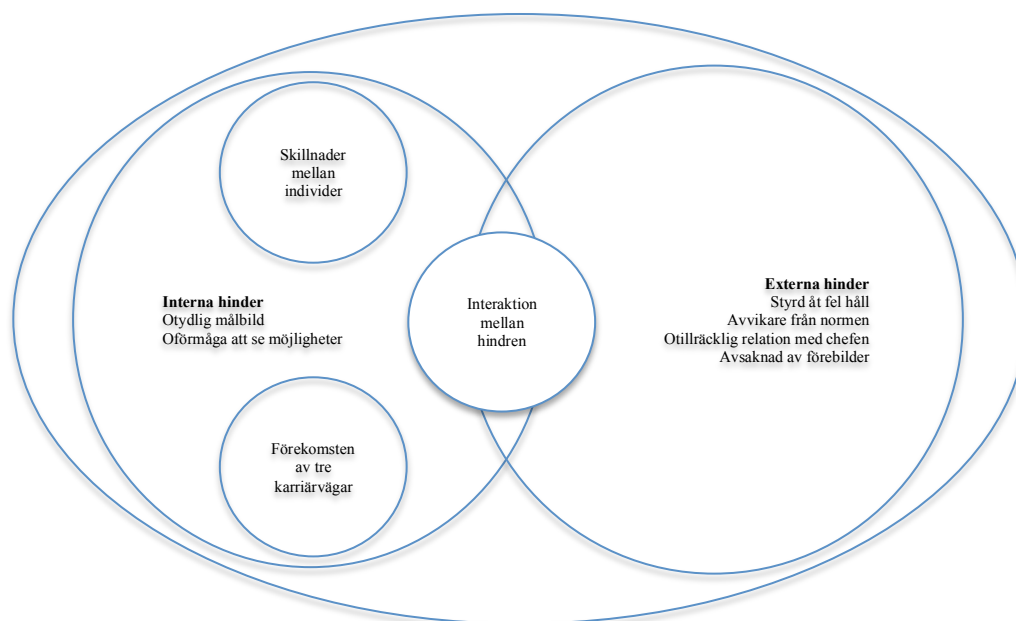 Skillnader
mellan
individer
Interna hinder
Otydlig målbild
Oförmåga att se möjligheter
Förekomsten
av tre
karriärvägar
Interaktion
mellan
hindren
Externa hinder
Styrd åt fel håll
Avvikare från normen
Otillräcklig relation med chefen
Avsaknad av förebilder